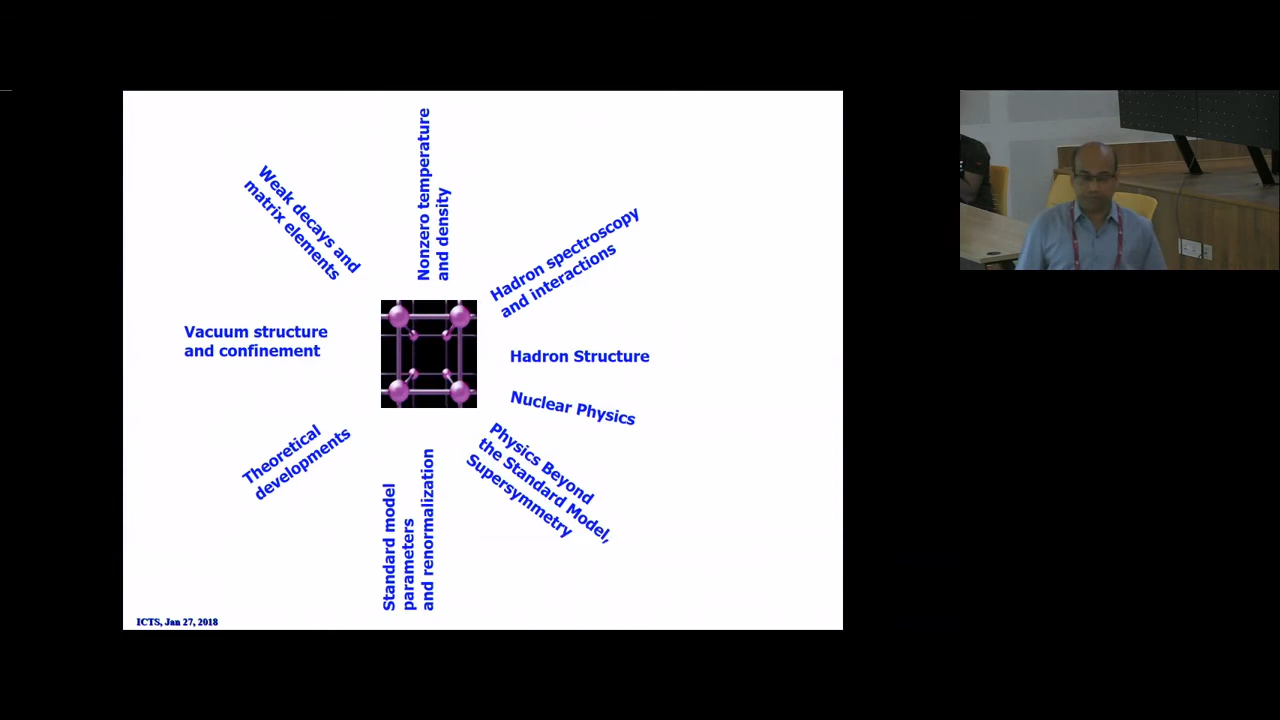 Nonzero temperature
and density
Weak decays and
matrix elements
Hadron spectroscopy
and interactions
Vacuum structure
and confinement
Hadron Structure
Nuclear Physics
Physics Beyond
the Standard Model,
Supersymmetry
Theoretical
developments
Standard model
parameters
and renormalization
ICTS, Jan 27, 2018